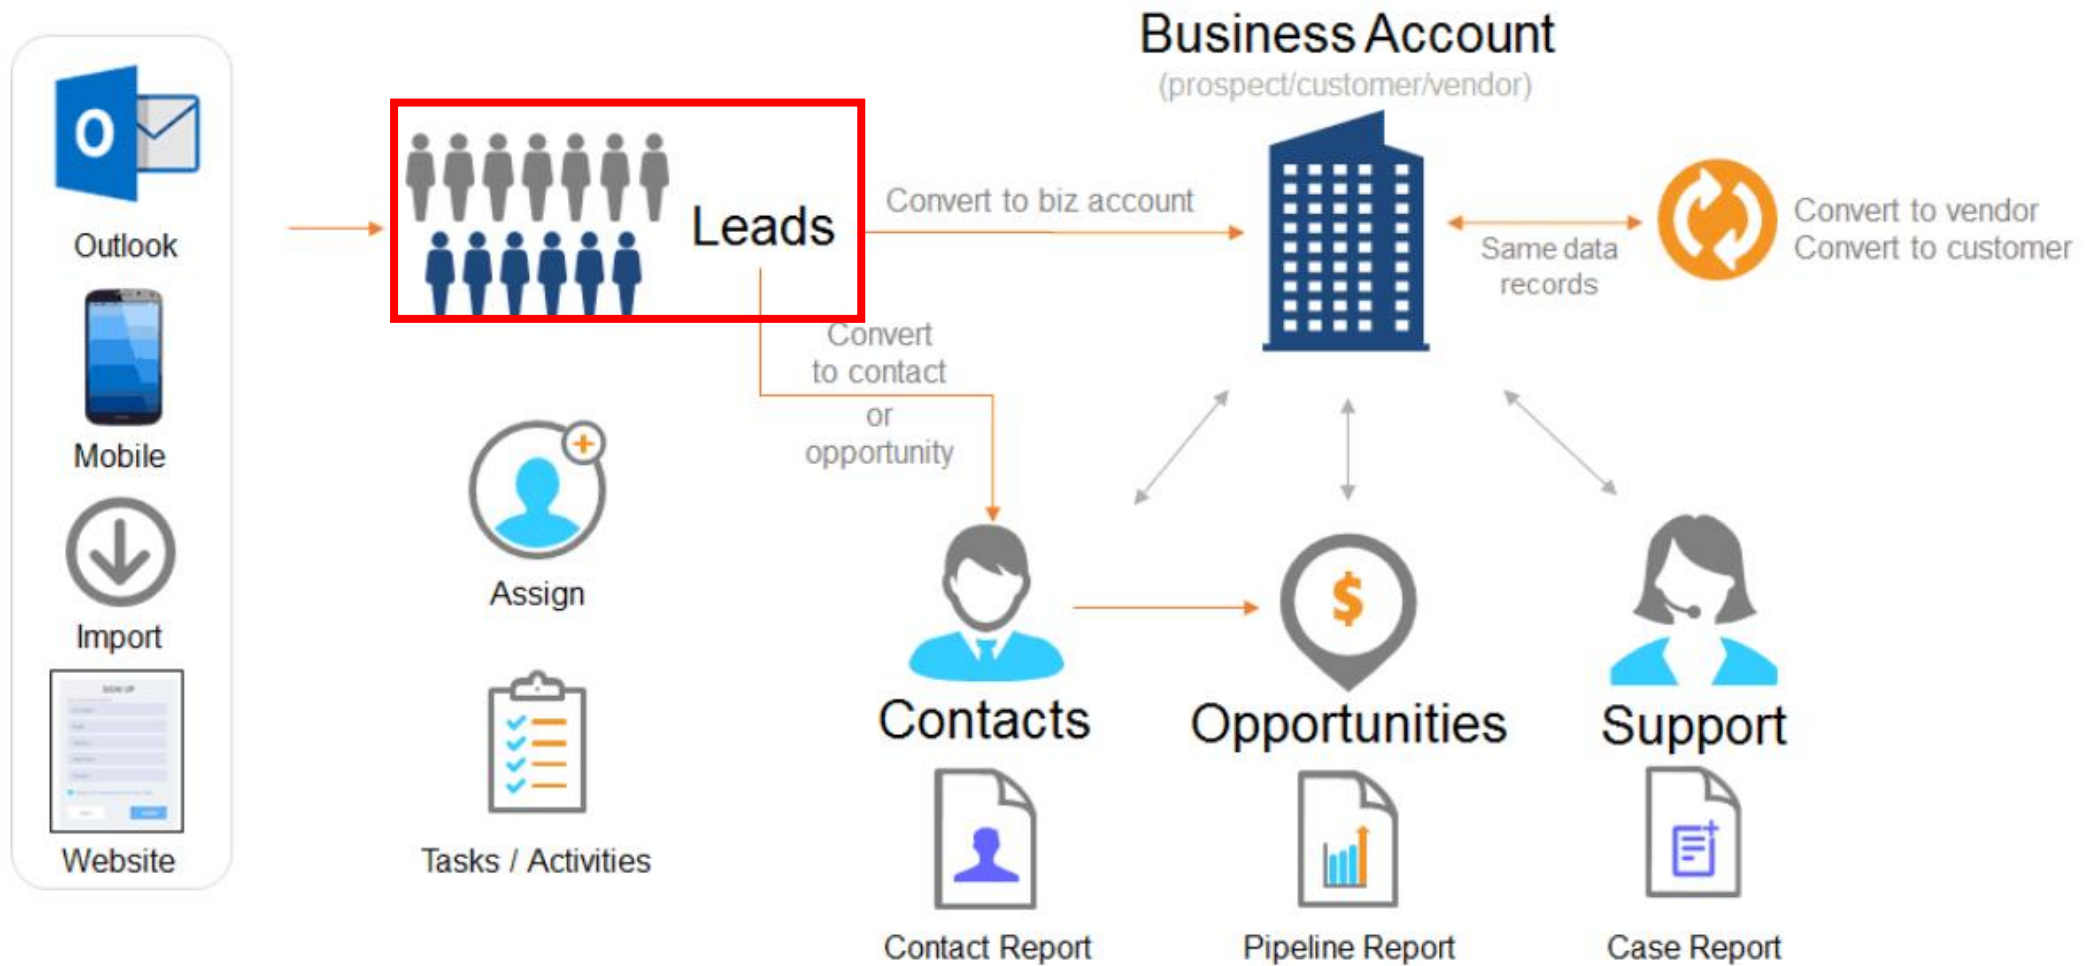 Business Account
(prospect/customer/vendor)
O
Outlook
Mobile
Import
SIGN UP
Website
Leads
Convert to biz account
Convert
to contact
or
opportunity
Same data
records
Convert to vendor
Convert to customer
Assign
Tasks / Activities
$
Contacts
Opportunities
Support
Contact Report
Pipeline Report
Case Report